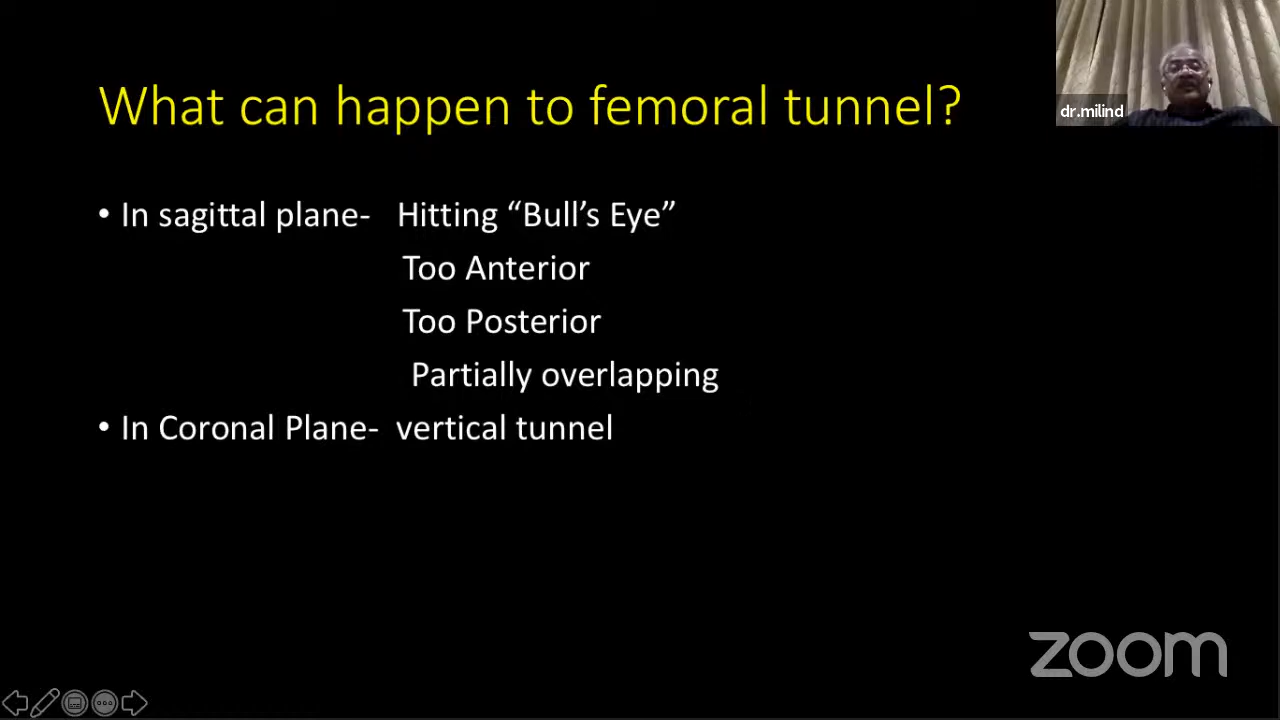 What can happen to femoral tunnel?
dr.milind
• In sagittal plane- Hitting “Bull’s Eye”
Too Anterior
Too Posterior
Partially overlapping
• In Coronal Plane- vertical tunnel
zoom